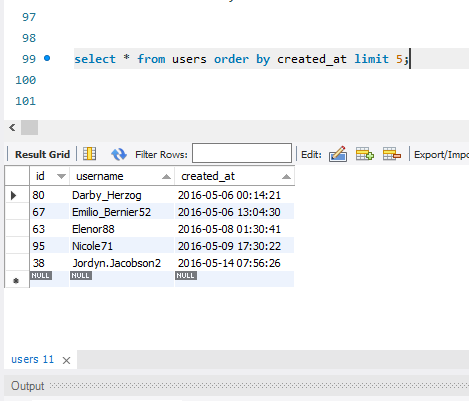 97
98
99 select * from users order by created_at limit 5;
100
101
Result Grid Filter Rows: Edit: Export/Impo
id username created_at
80 Darby_Herzog 2016-05-06 00:14:21
67 Emilio_Bernier52 2016-05-06 13:04:30
63 Elenor88 2016-05-08 01:30:41
95 Nicole71 2016-05-09 17:30:22
38 Jordyn.Jacobson2 2016-05-14 07:56:26
NULL NULL NULL
users 11
Output